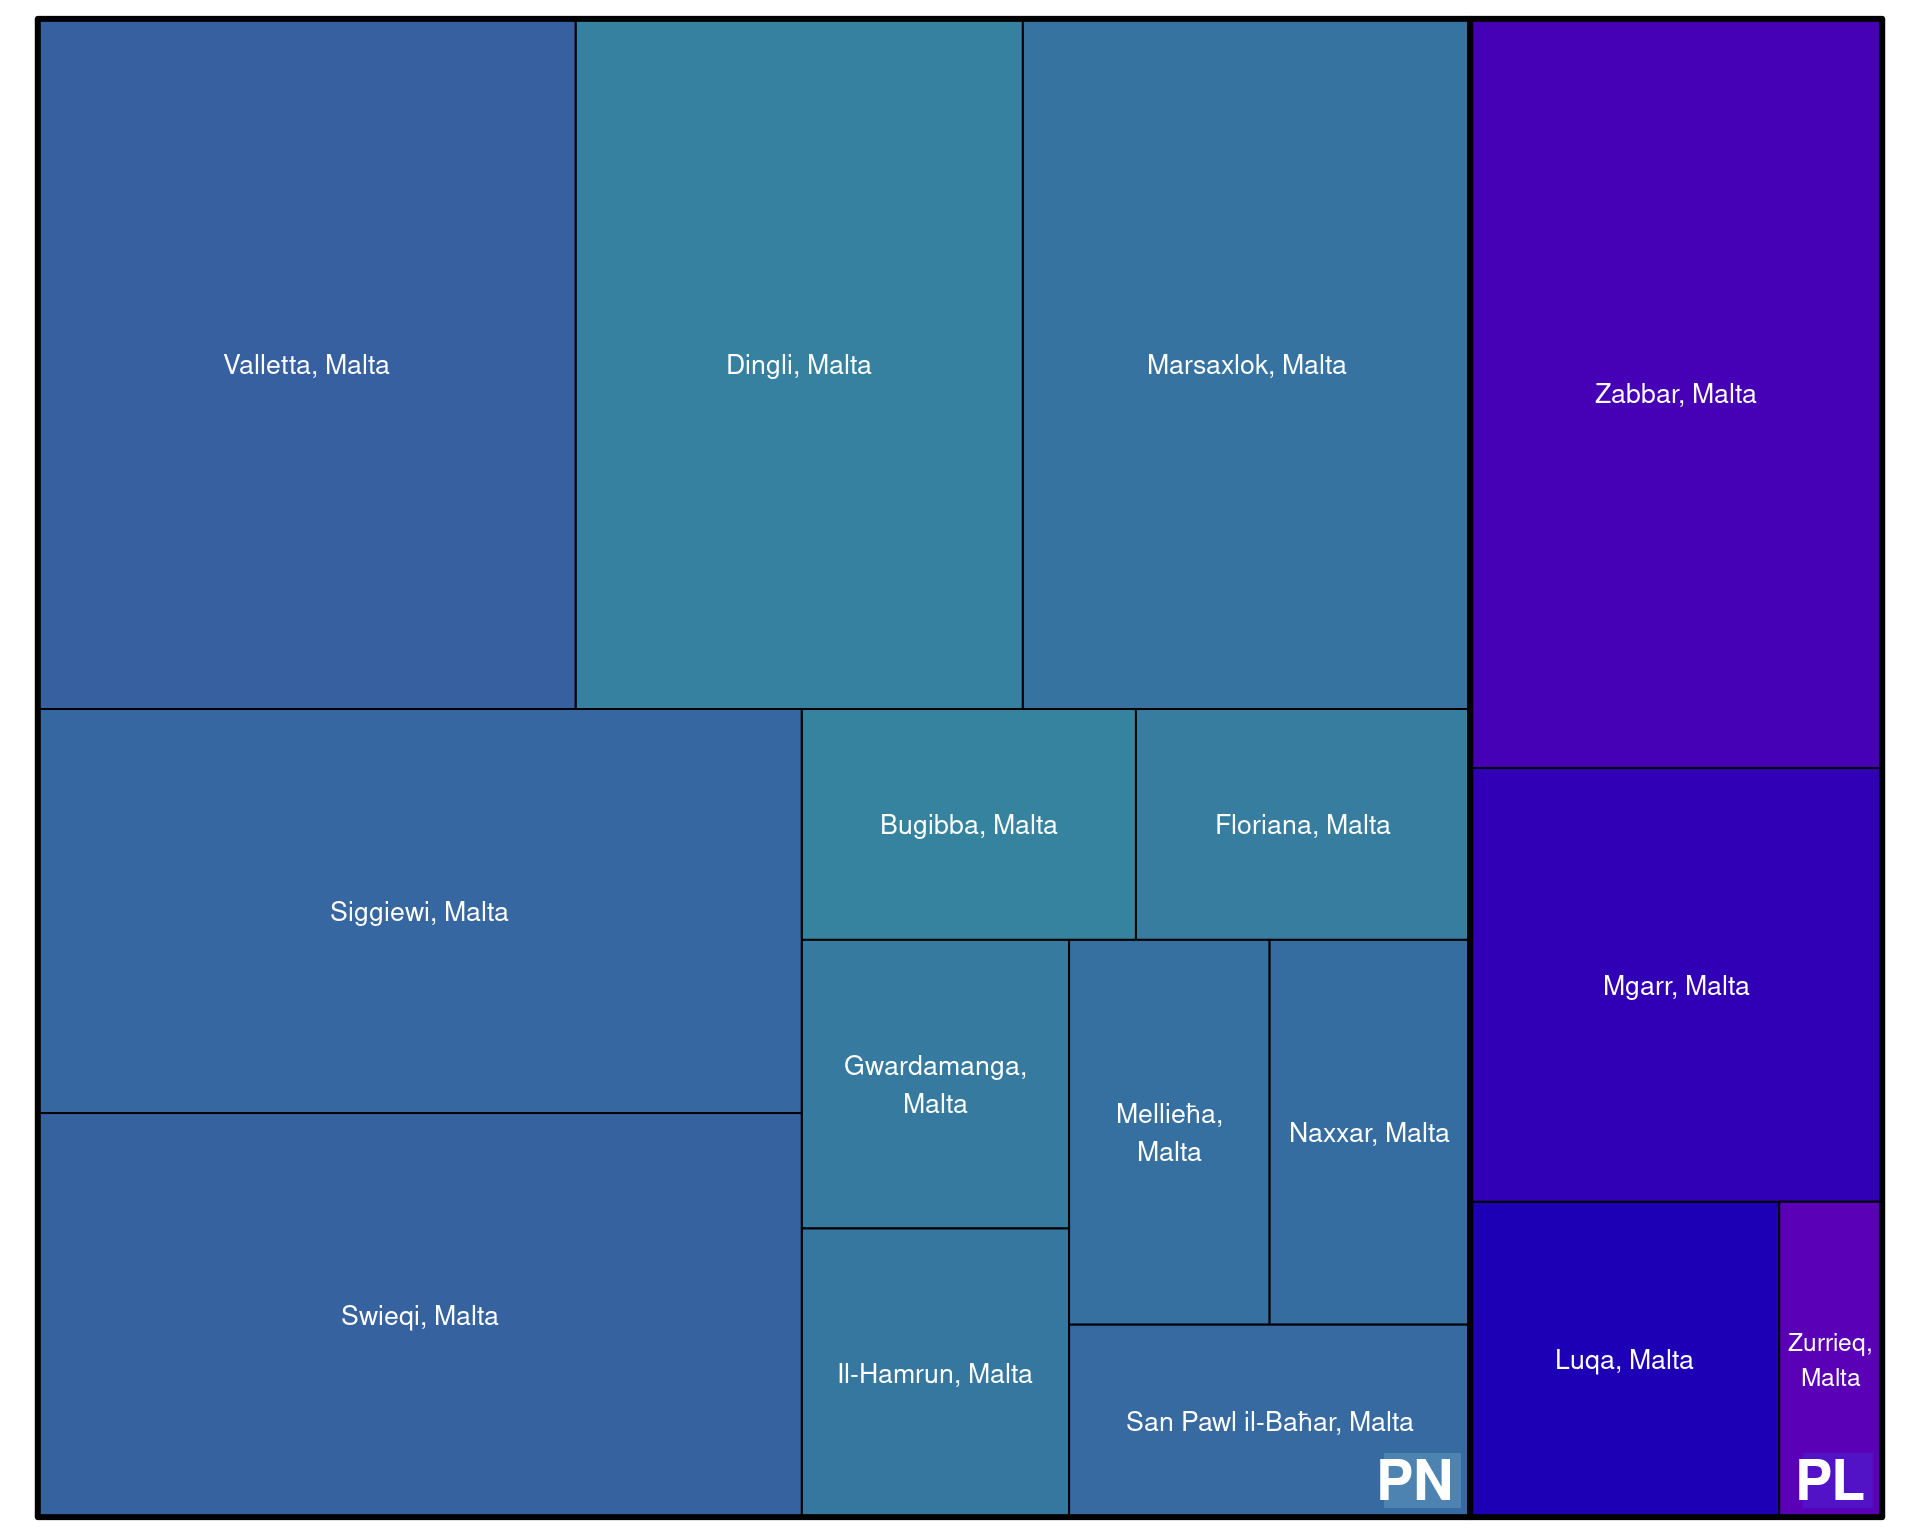 Valletta, Malta
Dingli, Malta
Marsaxlok, Malta
Zabbar, Malta
Siggiewi, Malta
Bugibba, Malta
Floriana, Malta
Mgarr, Malta
Gwardamanga,
Malta
Mellieħa,
Malta
Naxxar, Malta
Swieqi, Malta
Il-Hamrun, Malta
San Pawl il-Baħar, Malta
Luqa, Malta
Zurrieq,
Malta
PN
PL